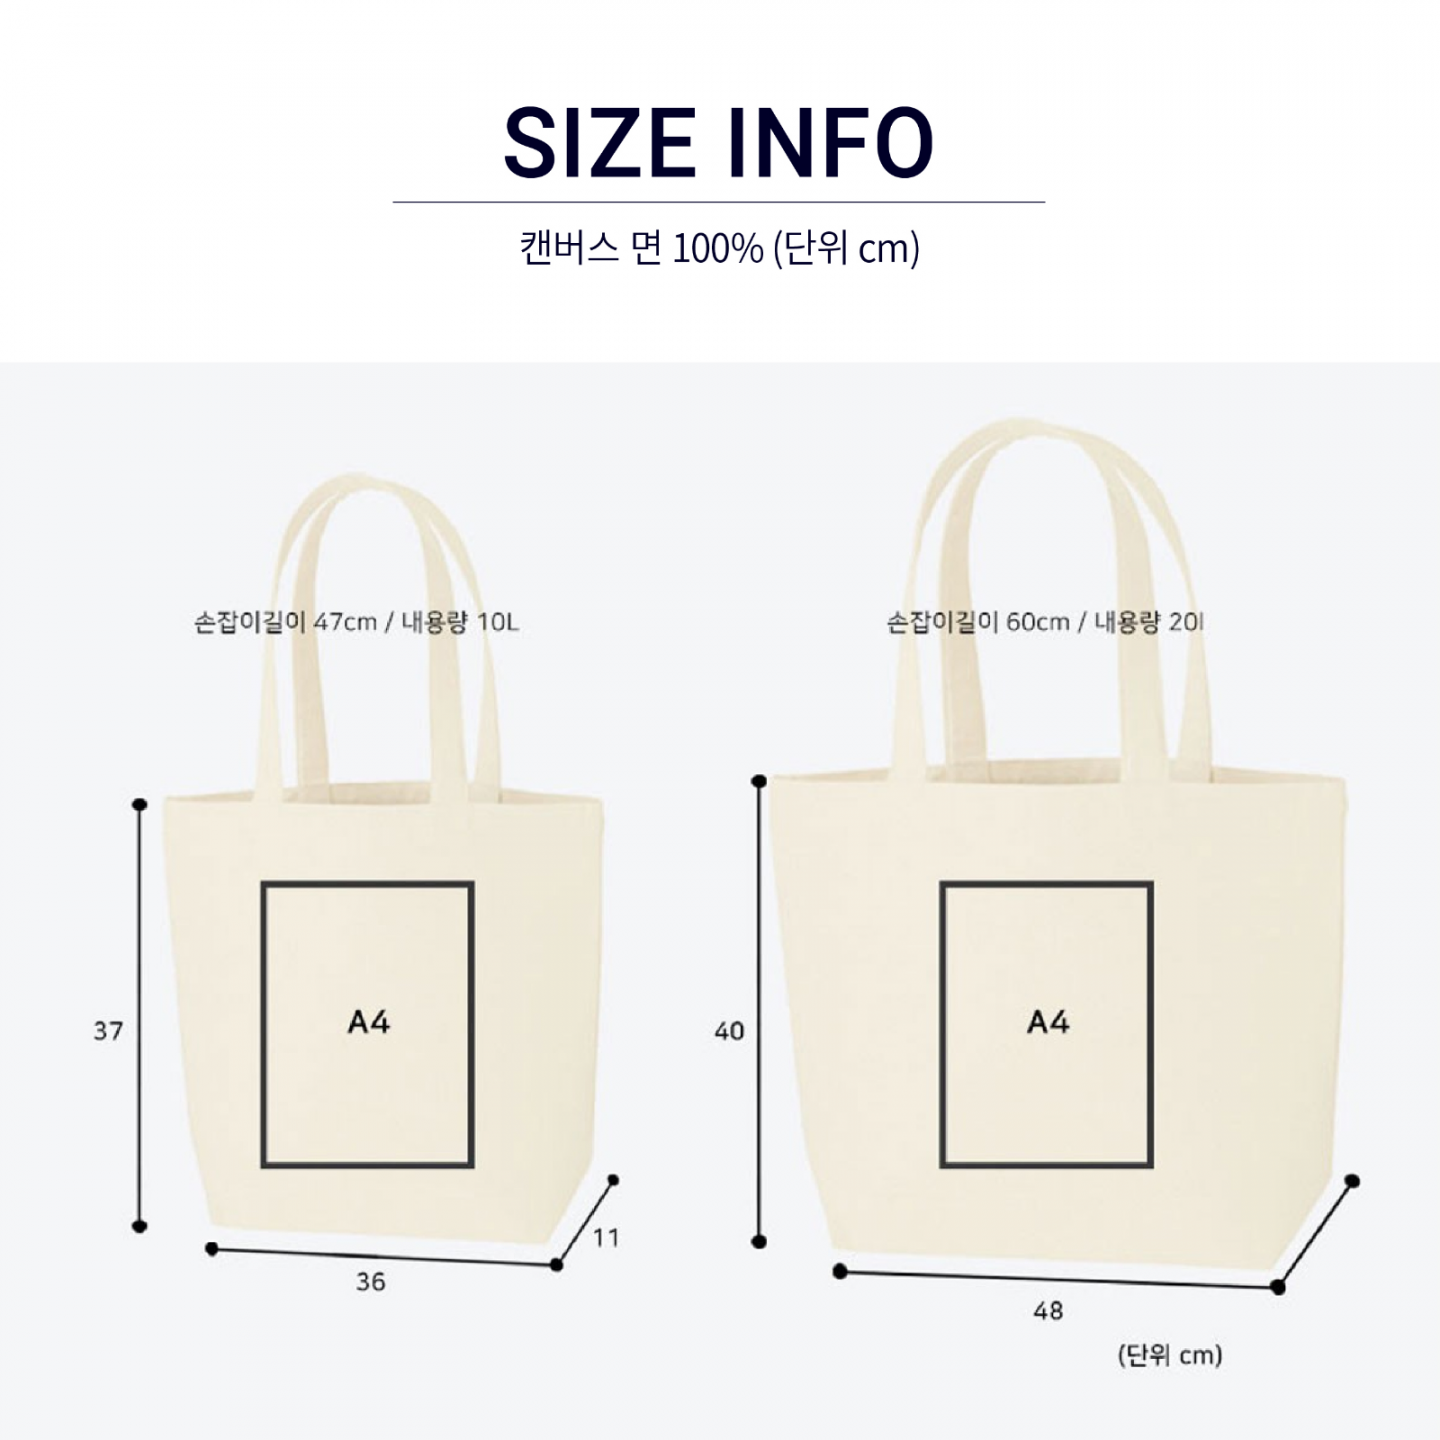 SIZE INFO
캔버스 면 100% (단위 cm)
손잡이길이 47cm / 내용량 10L
손잡이길이 60cm / 내용량 20l
A4
A4
37
40
11
36
48
(단위 cm)